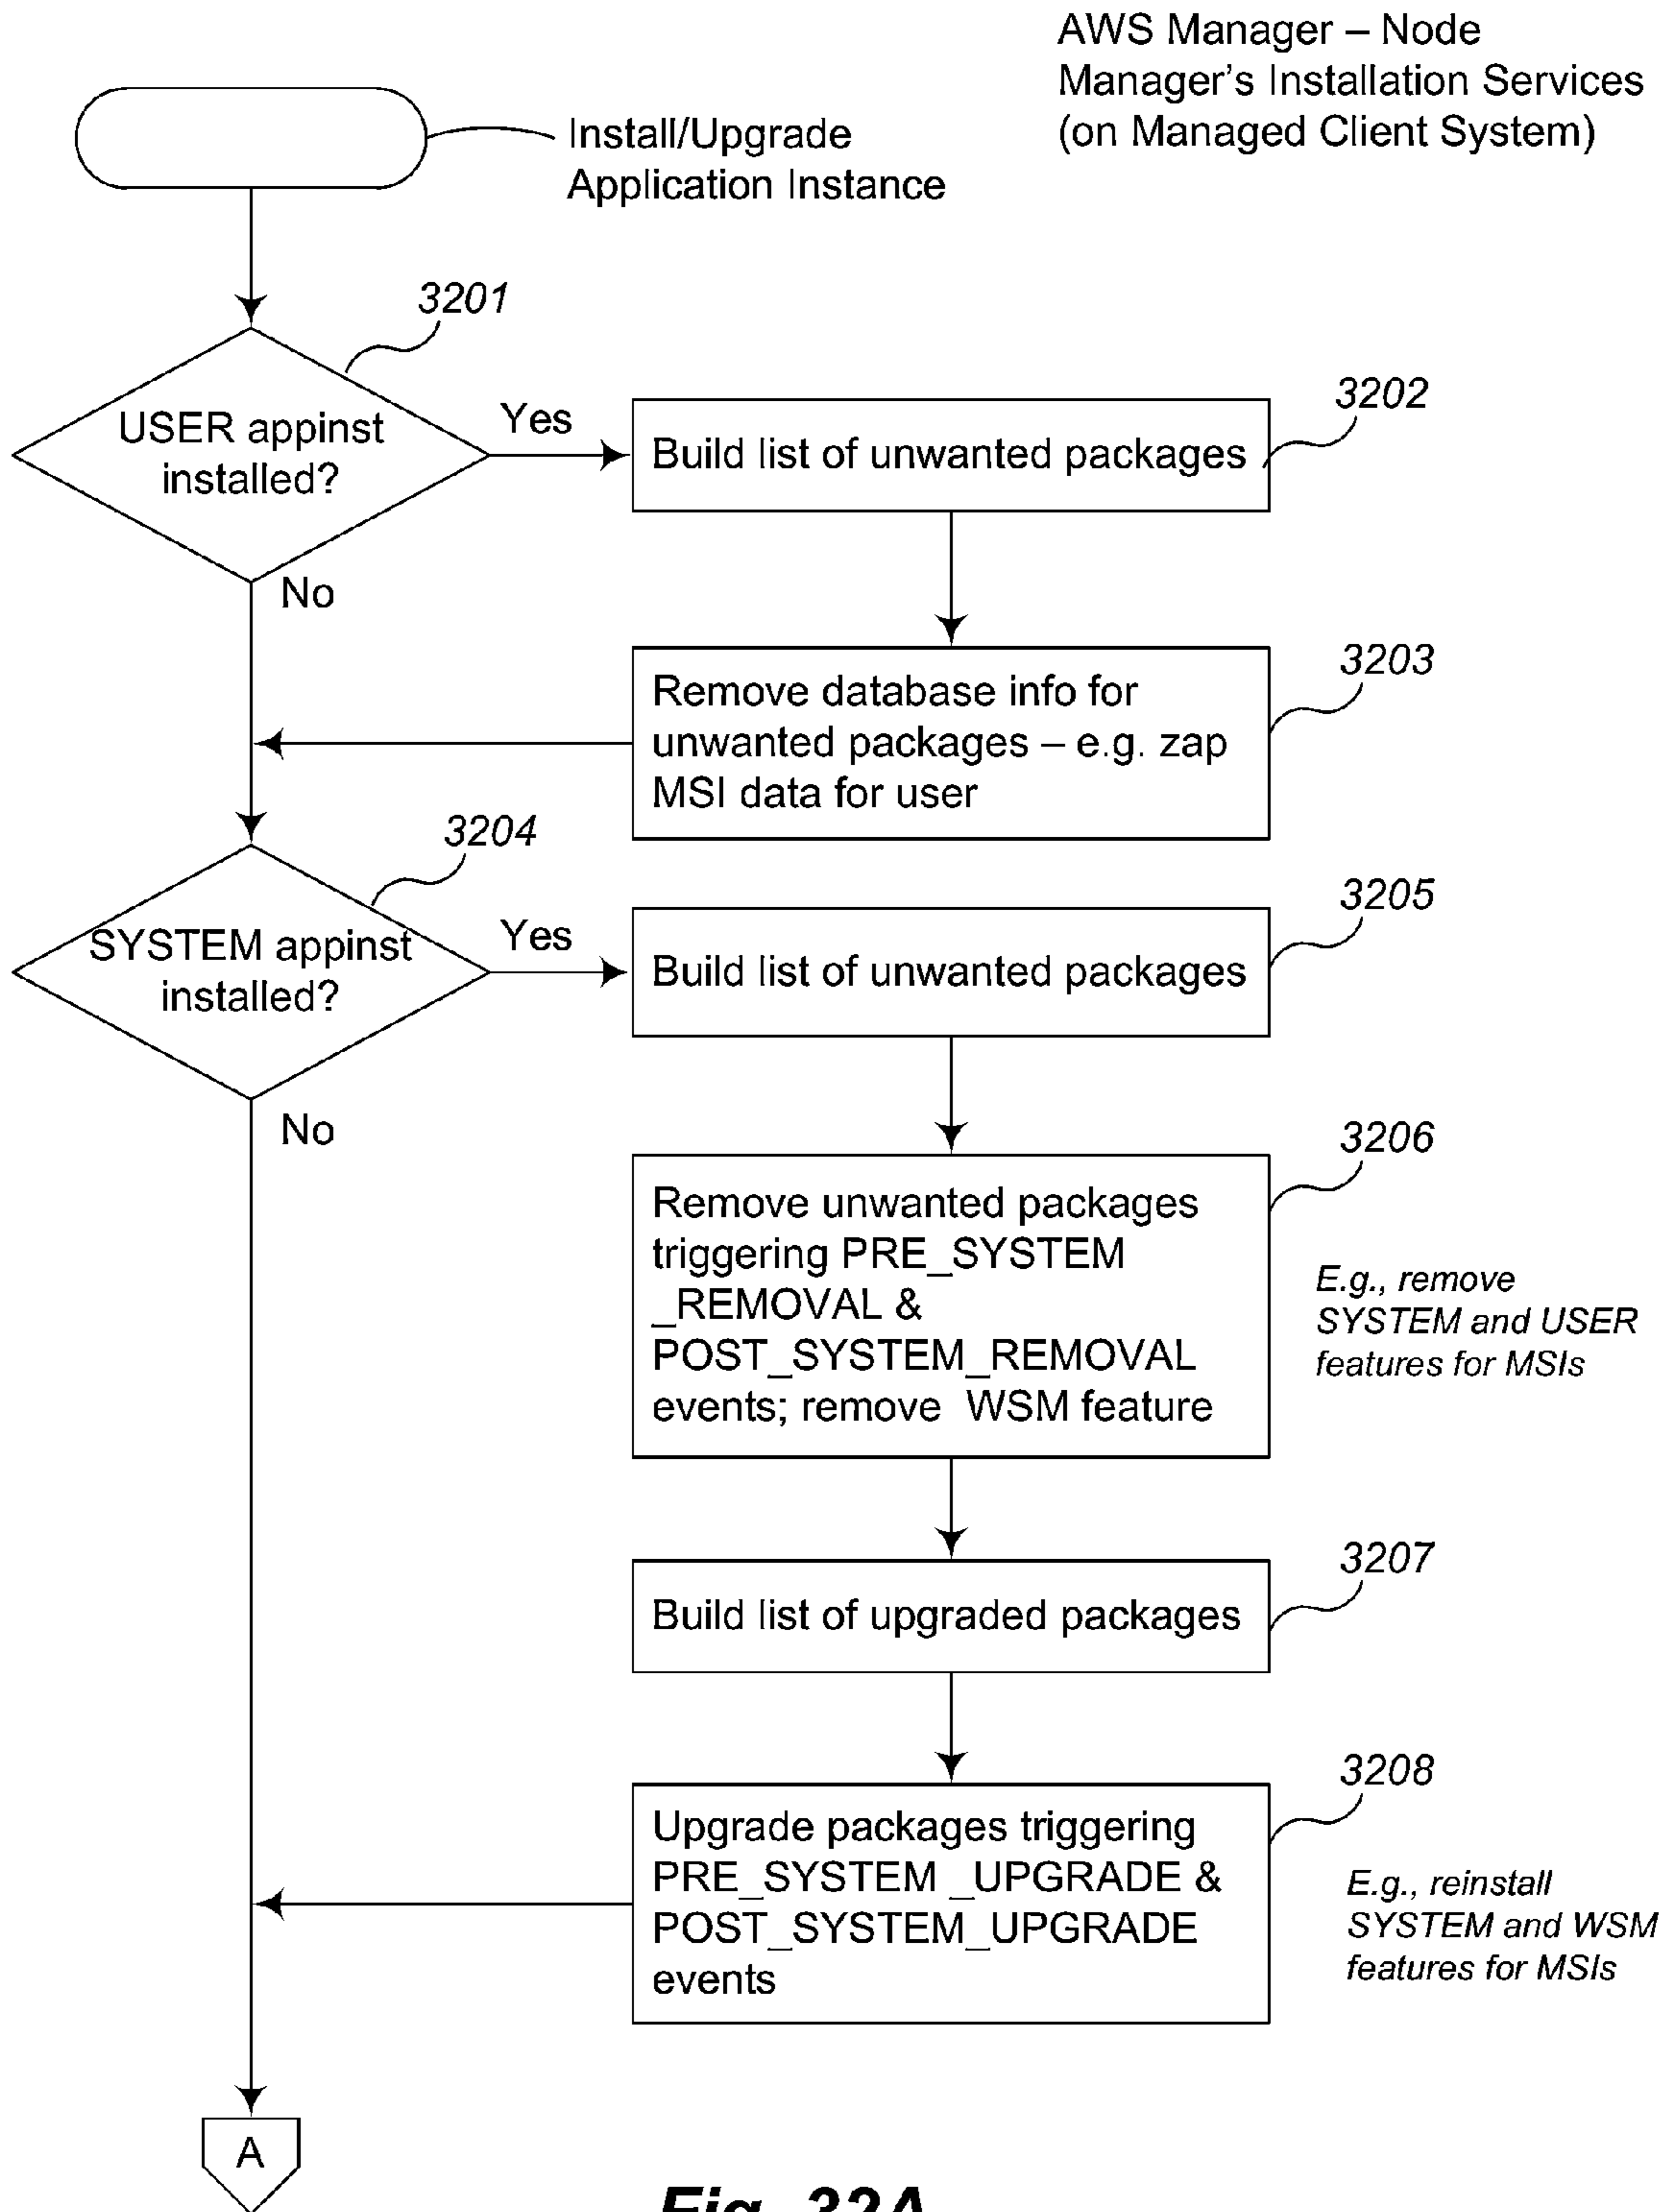 AWS Manager – Node
Manager's Installation Services
(on Managed Client System)
Install/Upgrade
Application Instance
3201
USER appinst
installed?
Yes
No
3202
Build list of unwanted packages
3203
Remove database info for
unwanted packages – e.g. zap
MSI data for user
3204
SYSTEM appinst
installed?
Yes
No
3205
Build list of unwanted packages
3206
Remove unwanted packages
triggering PRE_SYSTEM
_REMOVAL &
POST_SYSTEM_REMOVAL
events; remove WSM feature
E.g., remove
SYSTEM and USER
features for MSIs
3207
Build list of upgraded packages
3208
Upgrade packages triggering
PRE_SYSTEM _UPGRADE &
POST_SYSTEM_UPGRADE
events
E.g., reinstall
SYSTEM and WSM
features for MSIs
A
Fig. 32A